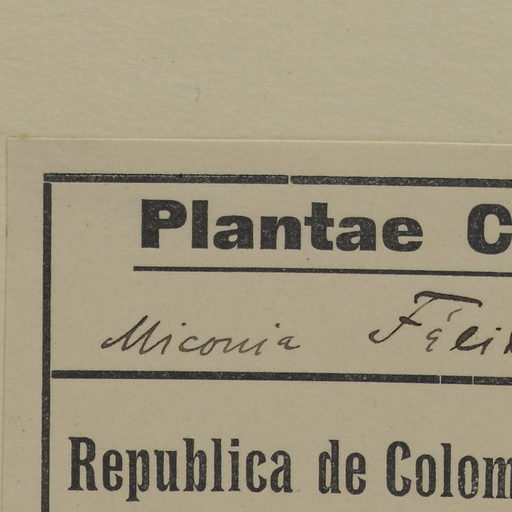 Plantae C
Miconia
Republica de Colom